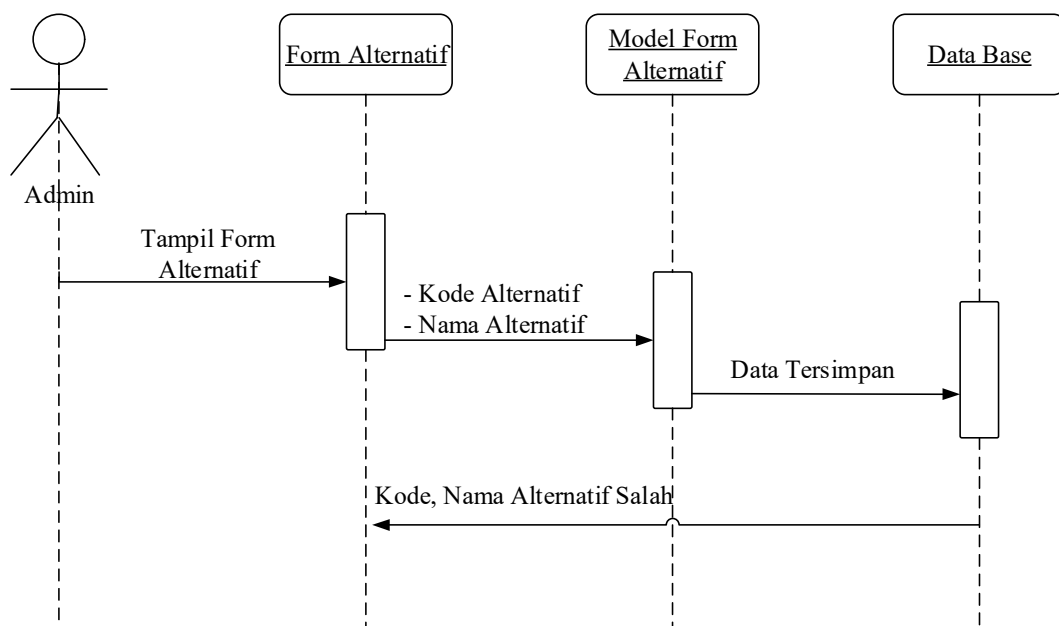 Form Alternatif
Model Form
Alternatif
Data Base
Admin
Tampil Form
Alternatif
- Kode Alternatif
- Nama Alternatif
Data Tersimpan
Kode, Nama Alternatif Salah